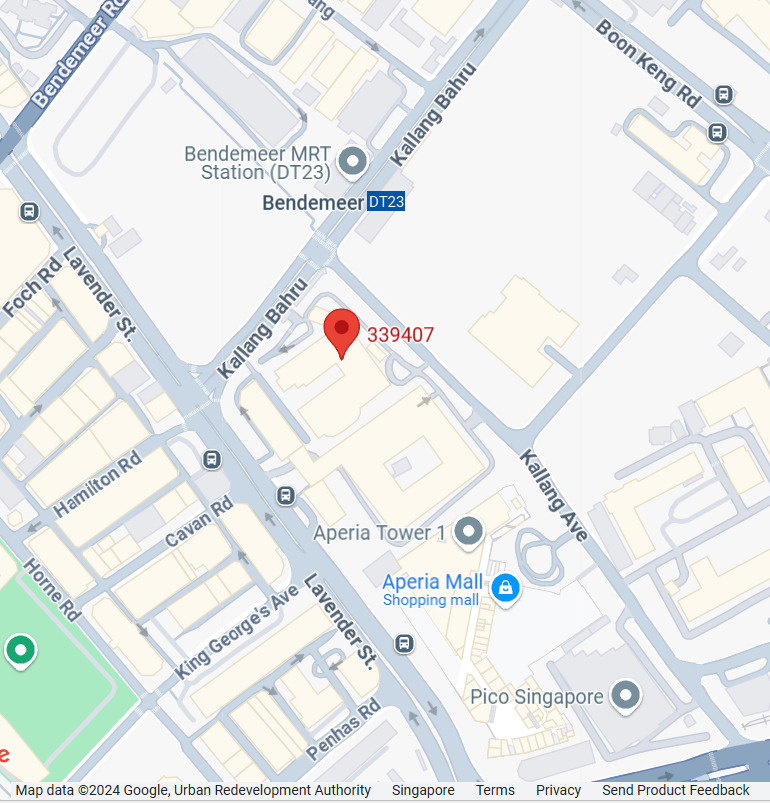 Bendemeer Rd
ng
Boon Keng Rd
Kallang Bahru
Bendemeer MRT
Station (DT23)
Bendemeer DT23
Foch Rd
Lavender St.
Kallang Bahru
339407
Hamilton Rd
Cavan Rd
Kallang Ave
Aperia Tower 1
Horne Rd
Aperia Mall
Shopping mall
King George's Ave
Lavender St.
Pico Singapore
Penhas Rd
e
Map data ©2024 Google, Urban Redevelopment Authority Singapore Terms Privacy Send Product Feedback